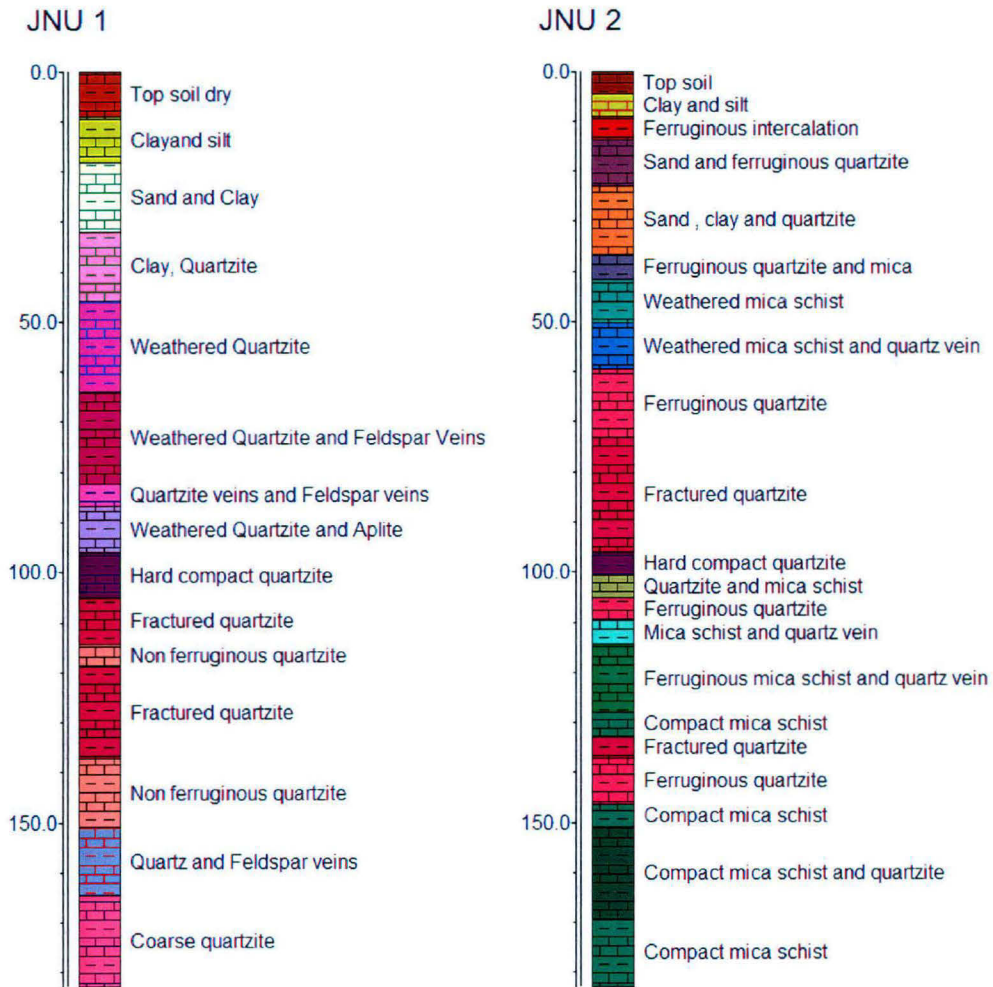 JNU 1
0.0
Top soil dry
Clayand silt
Sand and Clay
Clay, Quartzite
50.0
Weathered Quartzite
Weathered Quartzite and Feldspar Veins
Quartzite veins and Feldspar veins
Weathered Quartzite and Aplite
100.0
Hard compact quartzite
Fractured quartzite
Non ferruginous quartzite
Fractured quartzite
Non ferruginous quartzite
150.0
Quartz and Feldspar veins
Coarse quartzite
JNU 2
0.0
Top soil
Clay and silt
Ferruginous intercalation
Sand and ferruginous quartzite
Sand , clay and quartzite
Ferruginous quartzite and mica
Weathered mica schist
50.0
Weathered mica schist and quartz vein
Ferruginous quartzite
Fractured quartzite
Hard compact quartzite
100.0
Quartzite and mica schist
Ferruginous quartzite
Mica schist and quartz vein
Ferruginous mica schist and quartz vein
Compact mica schist
Fractured quartzite
Ferruginous quartzite
Compact mica schist
150.0
Compact mica schist and quartzite
Compact mica schist